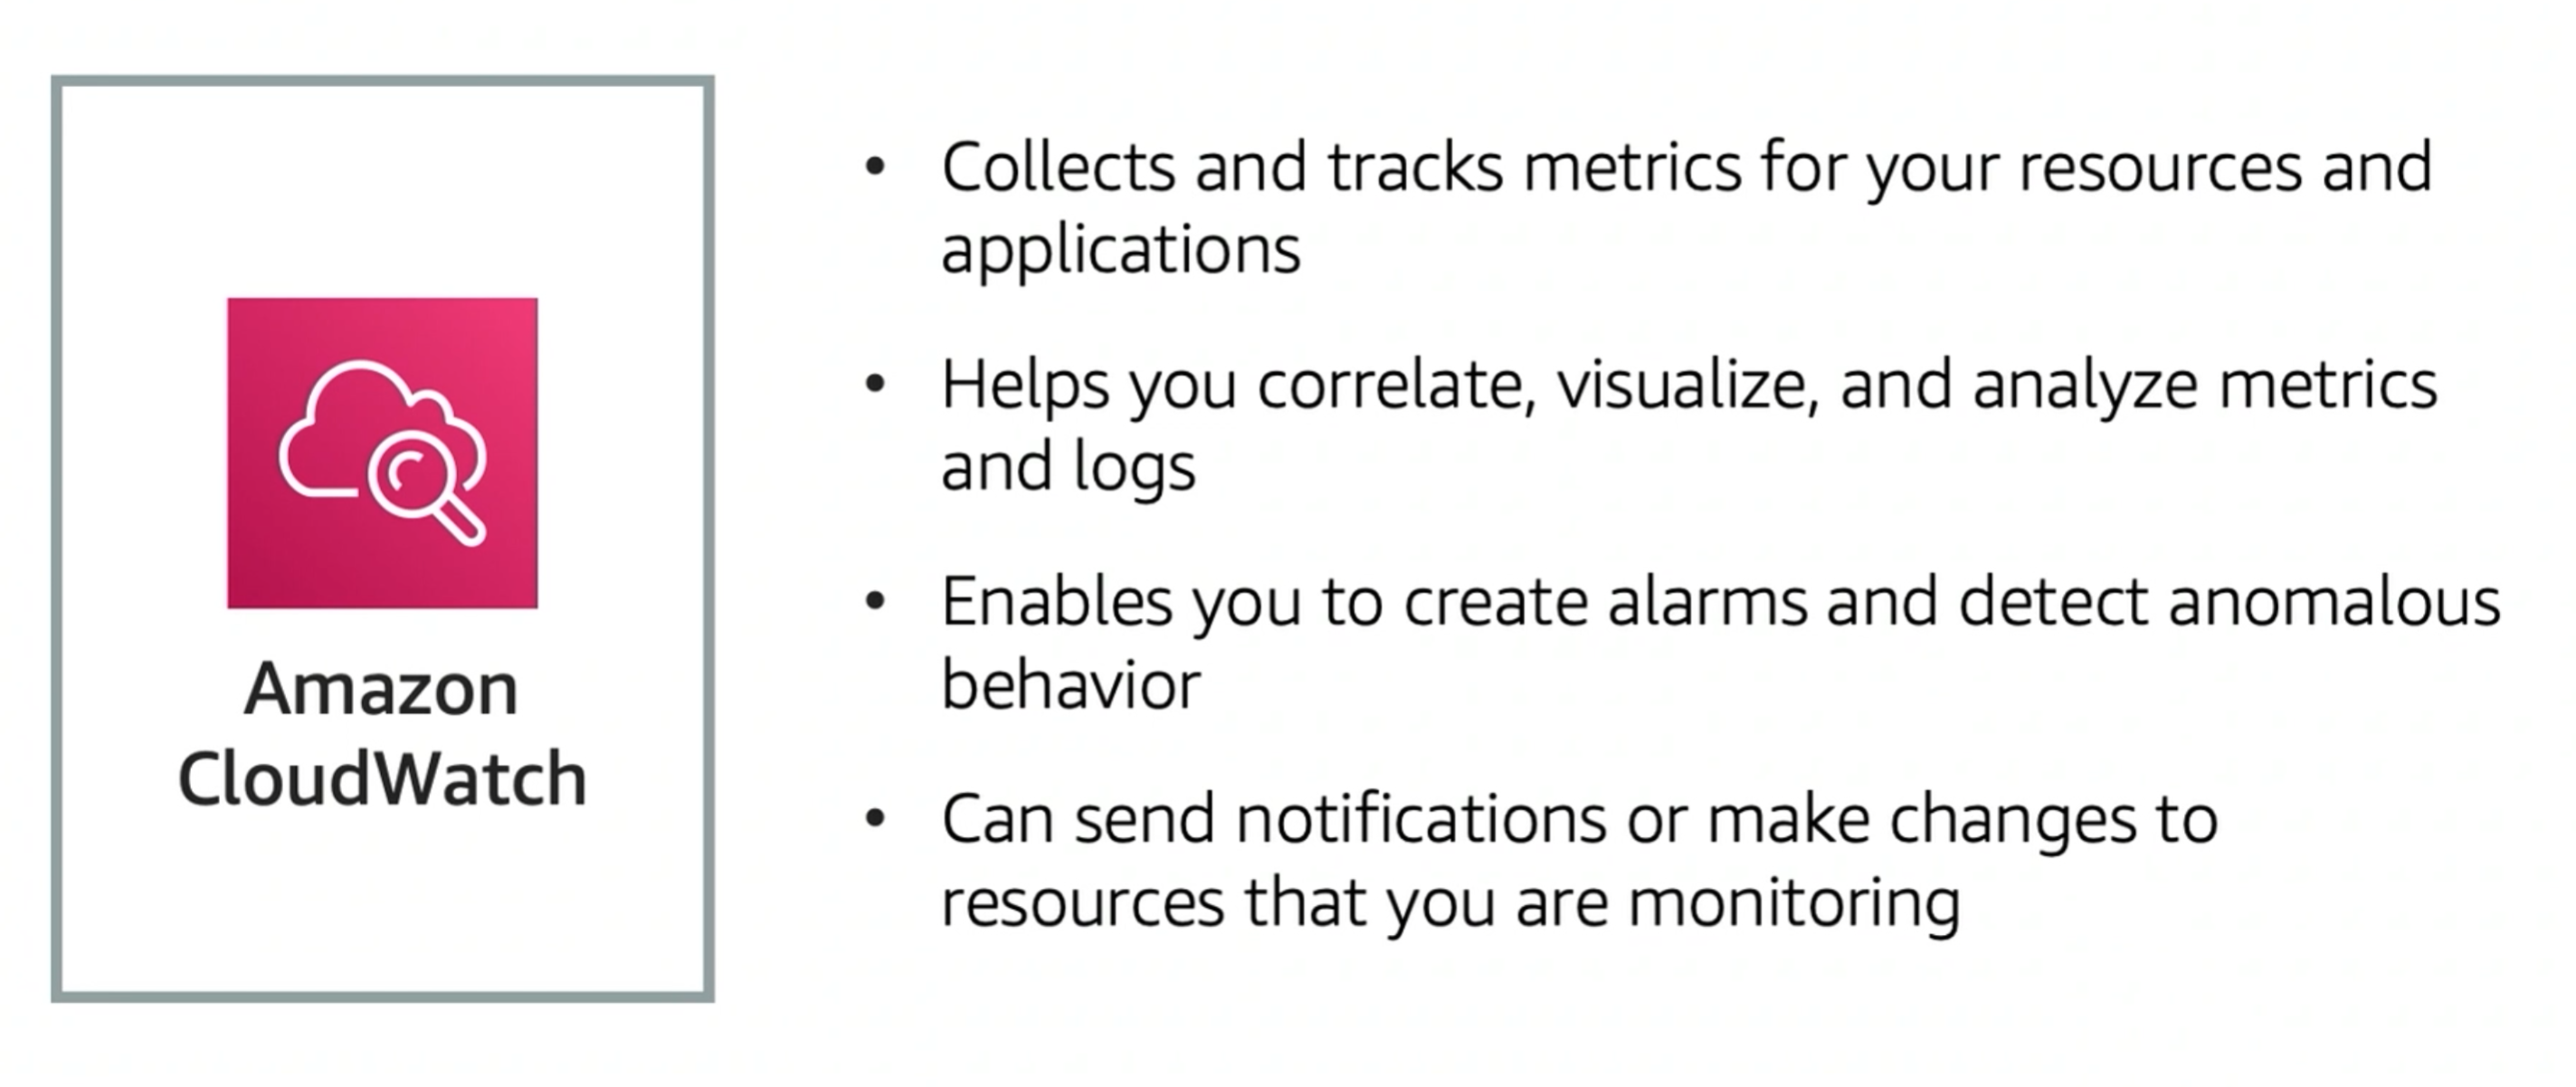 Amazon
CloudWatch
• Collects and tracks metrics for your resources and
applications
• Helps you correlate, visualize, and analyze metrics
and logs
• Enables you to create alarms and detect anomalous
behavior
• Can send notifications or make changes to
resources that you are monitoring